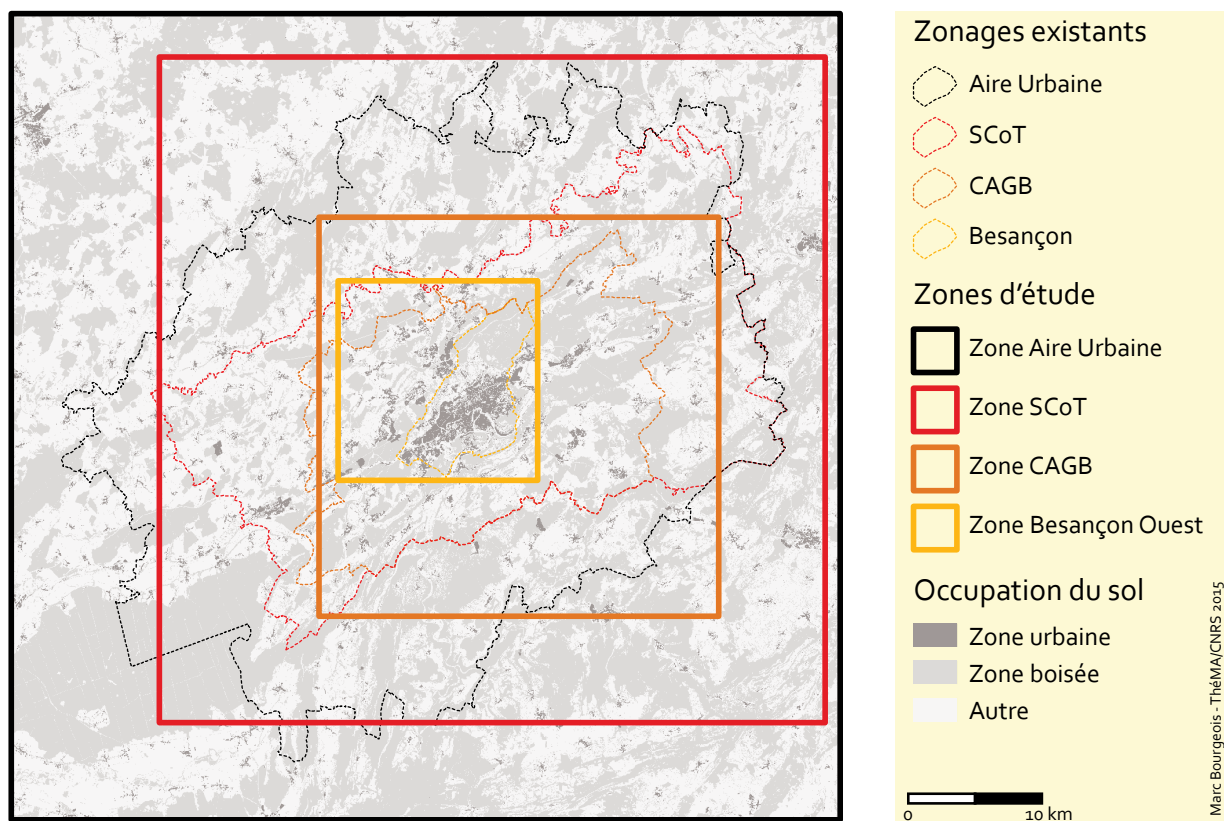 Zonages existants
Aire Urbaine
SCoT
CAGB
Besançon
Zones d'étude
Zone Aire Urbaine
Zone SCoT
Zone CAGB
Zone Besançon Ouest
Occupation du sol
Zone urbaine
Zone boisée
Autre
0 10 km
Marc Bourgeois - ThéMA/CNRS 2015